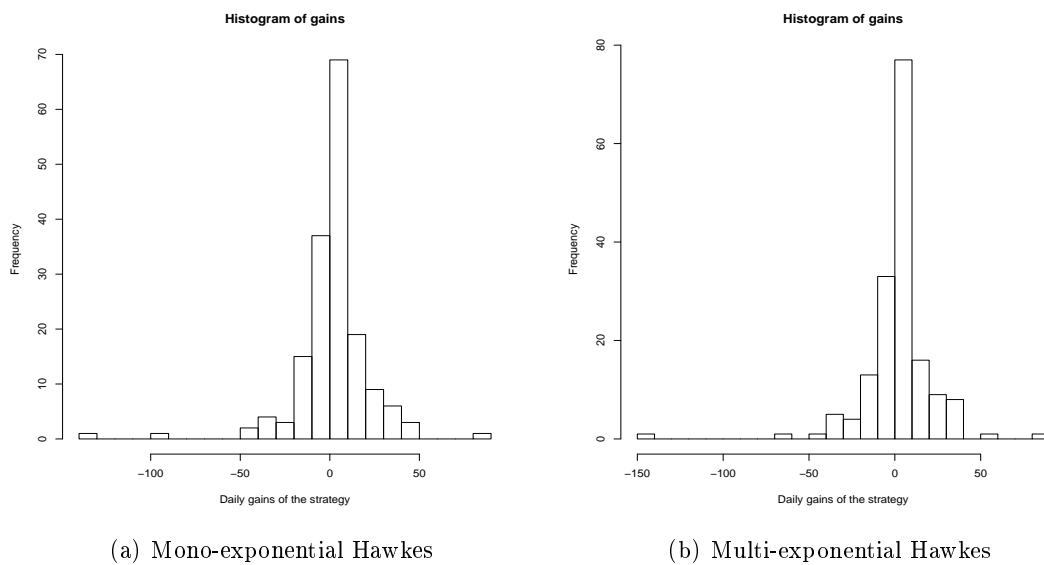 Histogram of gains
Frequency
0
10
20
30
40
50
60
70
−100
−50
0
50
Daily gains of the strategy
(a) Mono-exponential Hawkes
Histogram of gains
Frequency
0
20
40
60
80
−150
−100
−50
0
50
Daily gains of the strategy
(b) Multi-exponential Hawkes